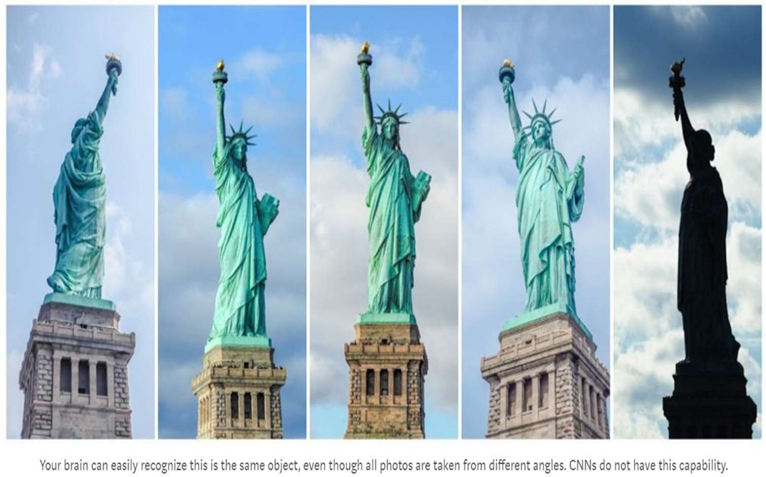 Your brain can easily recognize this is the same object, even though all photos are taken from different angles. CNNs do not have this capability.